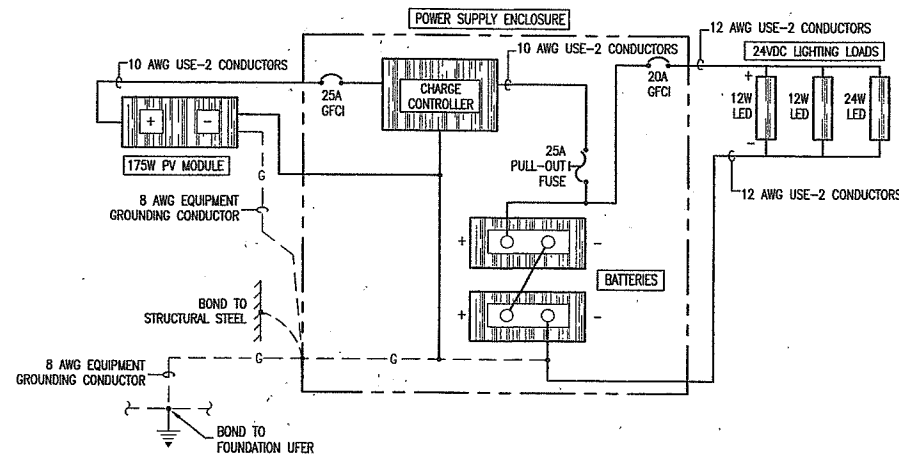 POWER SUPPLY ENCLOSURE
12 AWG USE-2 CONDUCTORS
10 AWG USE-2 CONDUCTORS
10 AWG USE-2 CONDUCTORS
24VDC LIGHTING LOADS
25A
GFCI
CHARGE
CONTROLLER
20A
GFCI
+
12W
LED
12W
LED
24W
LED
-
+
-
175W PV MODULE
25A
PULL-OUT
FUSE
12 AWG USE-2 CONDUCTORS
G
8 AWG EQUIPMENT
GROUNDING CONDUCTOR
+
-
BATTERIES
+
-
BOND TO
STRUCTURAL STEEL
G
G
8 AWG EQUIPMENT
GROUNDING CONDUCTOR
BOND TO
FOUNDATION UFER